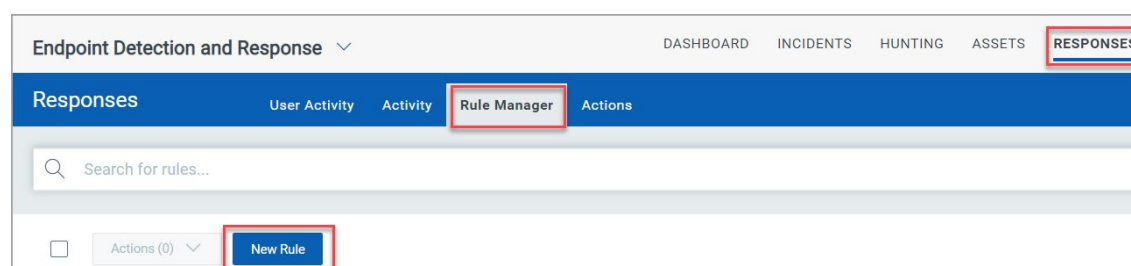 Endpoint Detection and Response DASHBOARD INCIDENTS HUNTING ASSETS RESPONSES
Responses User Activity Activity Rule Manager Actions
Search for rules...
Actions (0) New Rule